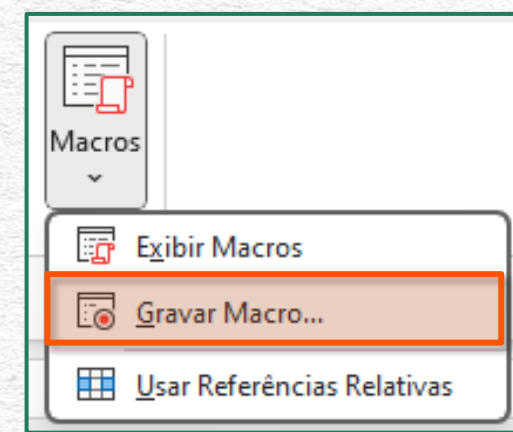 Macros
Exibir Macros
Gravar Macro...
Usar Referências Relativas